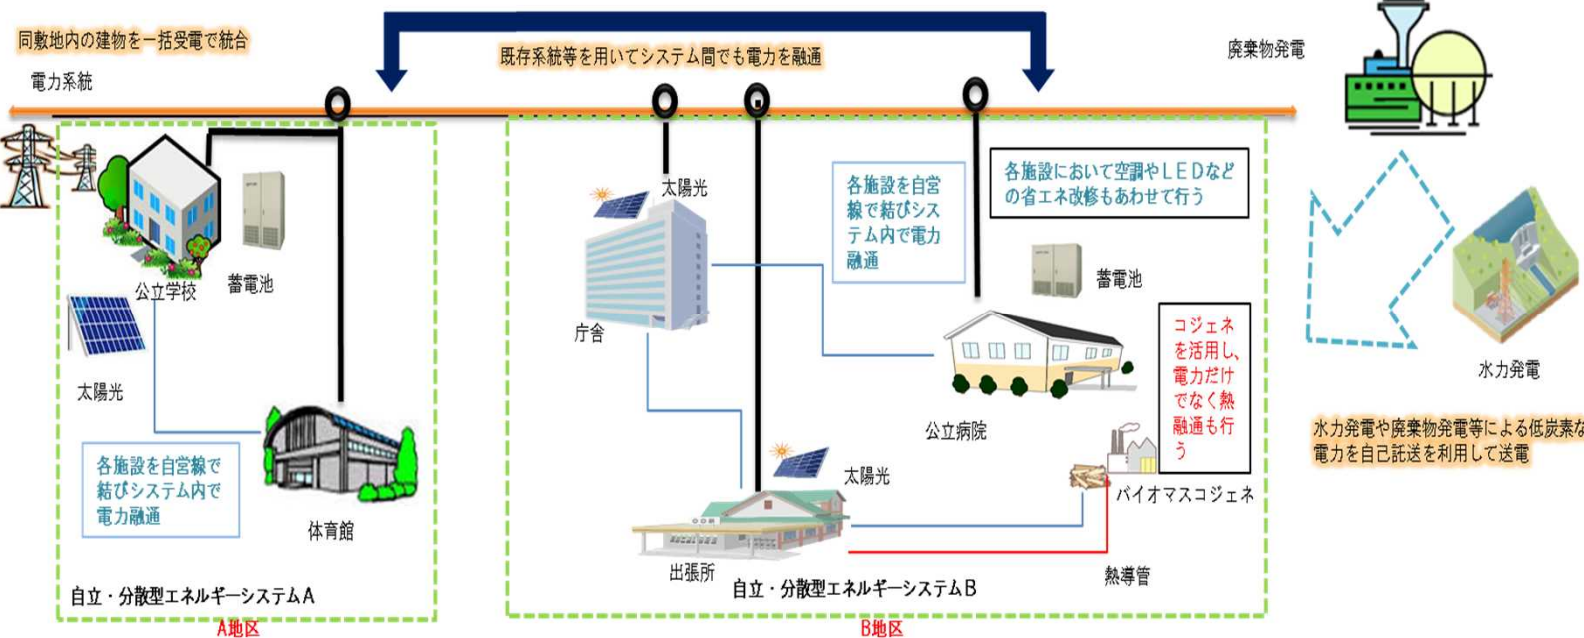 同敷地内の建物を一括受電で統合
電力系統
既存系統等を用いてシステム間でも電力を融通
廃棄物発電
公立学校
蓄電池
太陽光
各施設を自営線で
結びシステム内で
電力融通
体育館
自立・分散型エネルギーシステムA
A地区
太陽光
庁舎
各施設を自営
線で結びシス
テム内で電力
融通
各施設において空調やLEDなど
の省エネ改修もあわせて行う
蓄電池
公立病院
コジェネ
を活用し、
電力だけ
でなく熱
融通も行
う
太陽光
バイオマスコジェネ
出張所
熱導管
自立・分散型エネルギーシステムB
B地区
水力発電
水力発電や廃棄物発電等による低炭素な
電力を自己託送を利用して送電